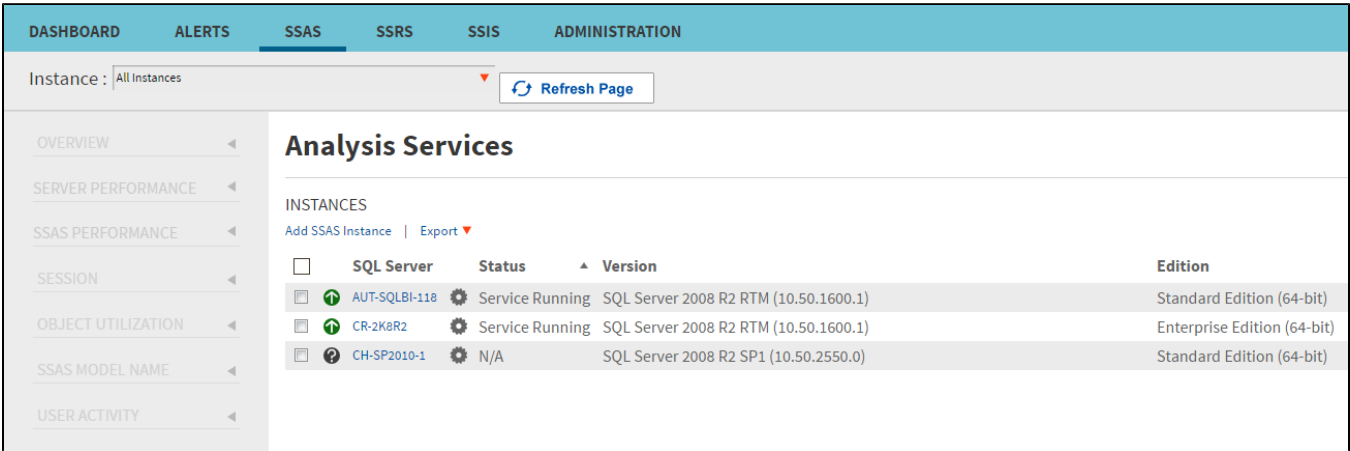 DASHBOARD ALERTS SSAS SSRS SSIS ADMINISTRATION
Instance : All Instances Refresh Page
OVERVIEW
SERVER PERFORMANCE
SSAS PERFORMANCE
SESSION
OBJECT UTILIZATION
SSAS MODEL NAME
USER ACTIVITY
Analysis Services
INSTANCES
Add SSAS Instance | Export
SQL Server Status Version Edition
AUT-SQLBI-118 Service Running SQL Server 2008 R2 RTM (10.50.1600.1) Standard Edition (64-bit)
CR-2K8R2 Service Running SQL Server 2008 R2 RTM (10.50.1600.1) Enterprise Edition (64-bit)
CH-SP2010-1 N/A SQL Server 2008 R2 SP1 (10.50.2550.0) Standard Edition (64-bit)